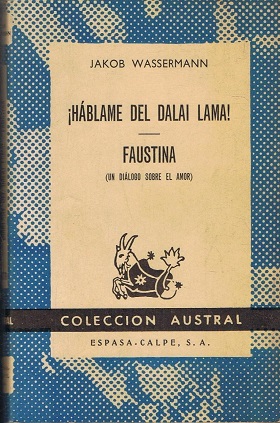 JAKOB WASSERMANN
¡HÁBLAME DEL DALAI LAMA!
FAUSTINA
(UN DIÁLOGO SOBRE EL AMOR)
COLECCION AUSTRAL
ESPASA-CALPE, S. A.